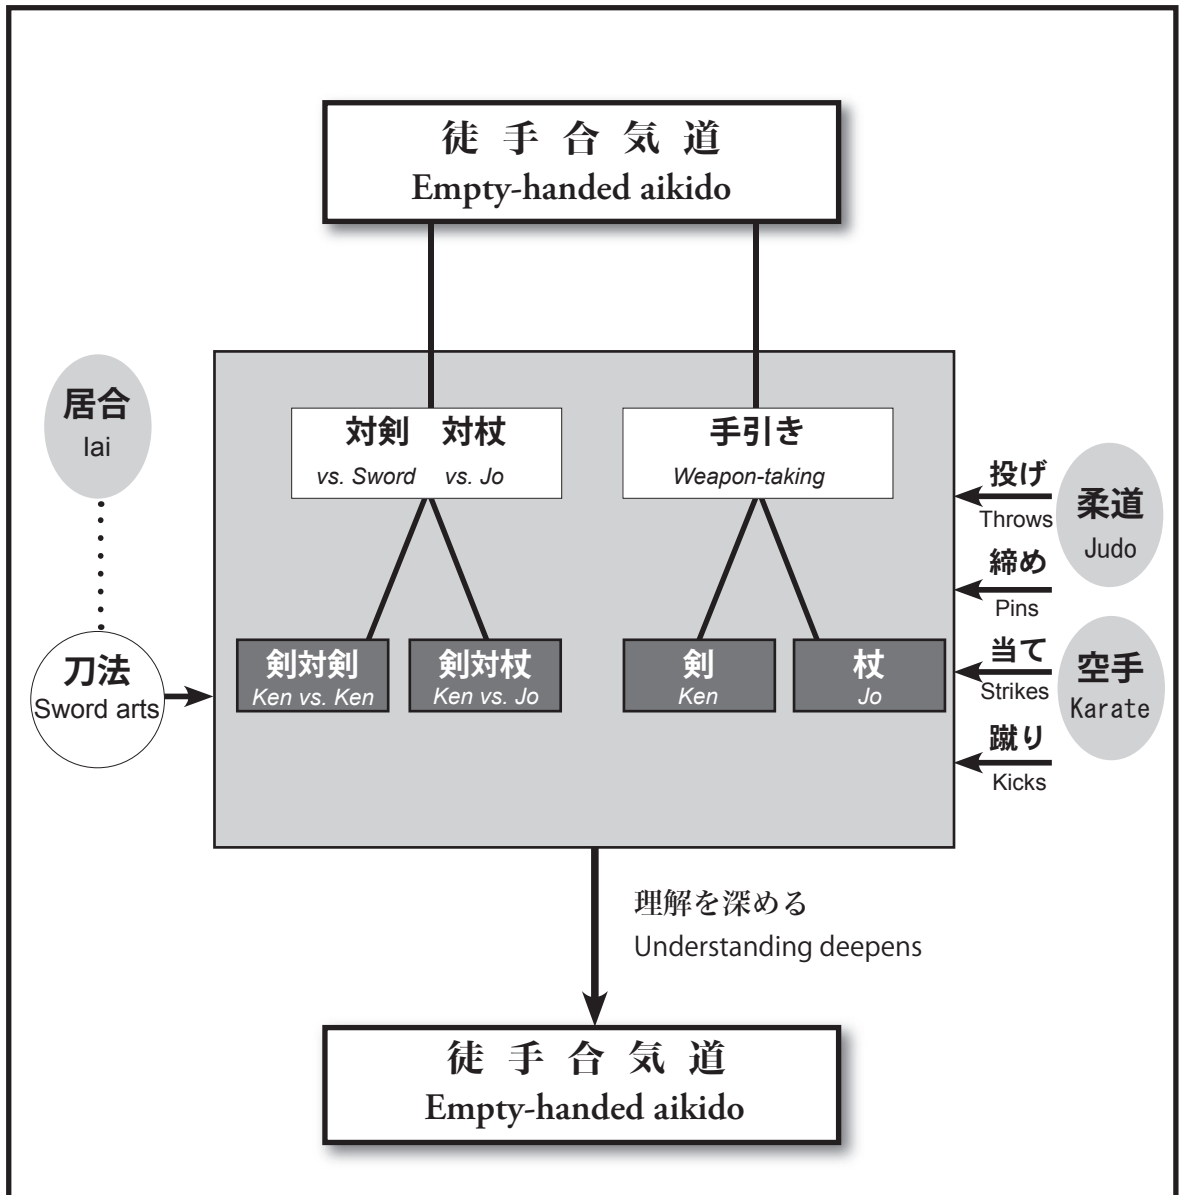 徒手合気道
Empty-handed aikido
居合
Iai
対剣 対杖
vs. Sword vs. Jo
手引き
Weapon-taking
投げ
Throws
柔道
Judo
締め
Pins
刀法
Sword arts
剣対剣
Ken vs. Ken
剣対杖
Ken vs. Jo
剣
Ken
杖
Jo
当て
Strikes
空手
Karate
蹴り
Kicks
理解を深める
Understanding deepens
徒手合気道
Empty-handed aikido